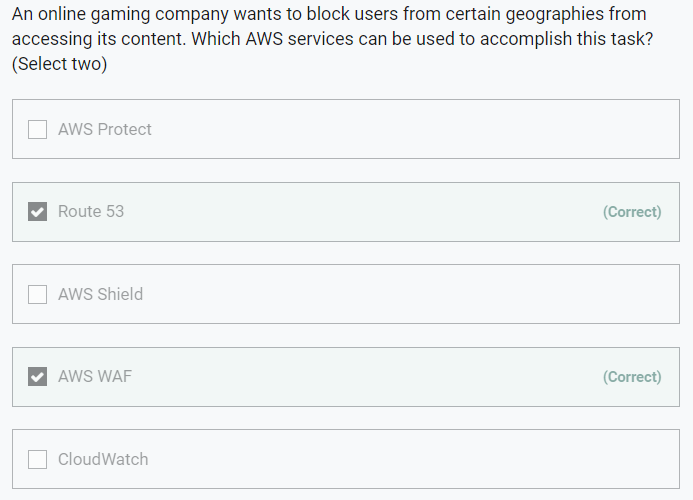 An online gaming company wants to block users from certain geographies from
accessing its content. Which AWS services can be used to accomplish this task?
(Select two)
AWS Protect
Route 53 (Correct)
AWS Shield
AWS WAF (Correct)
CloudWatch